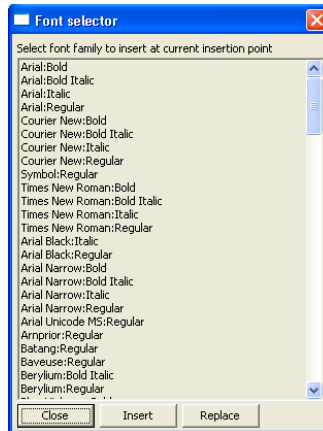 Font selector
Select font family to insert at current insertion point
Arial:Bold
Arial:Bold Italic
Arial:Italic
Arial:Regular
Courier New:Bold
Courier New:Bold Italic
Courier New:Italic
Courier New:Regular
Symbol:Regular
Times New Roman:Bold
Times New Roman:Bold Italic
Times New Roman:Italic
Times New Roman:Regular
Arial Black:Italic
Arial Black:Regular
Arial Narrow:Bold
Arial Narrow:Bold Italic
Arial Narrow:Italic
Arial Narrow:Regular
Arial Unicode MS:Regular
Arnprior:Regular
Batang:Regular
Baveuse:Regular
Berylium:Bold Italic
Berylium:Regular
Close Insert Replace